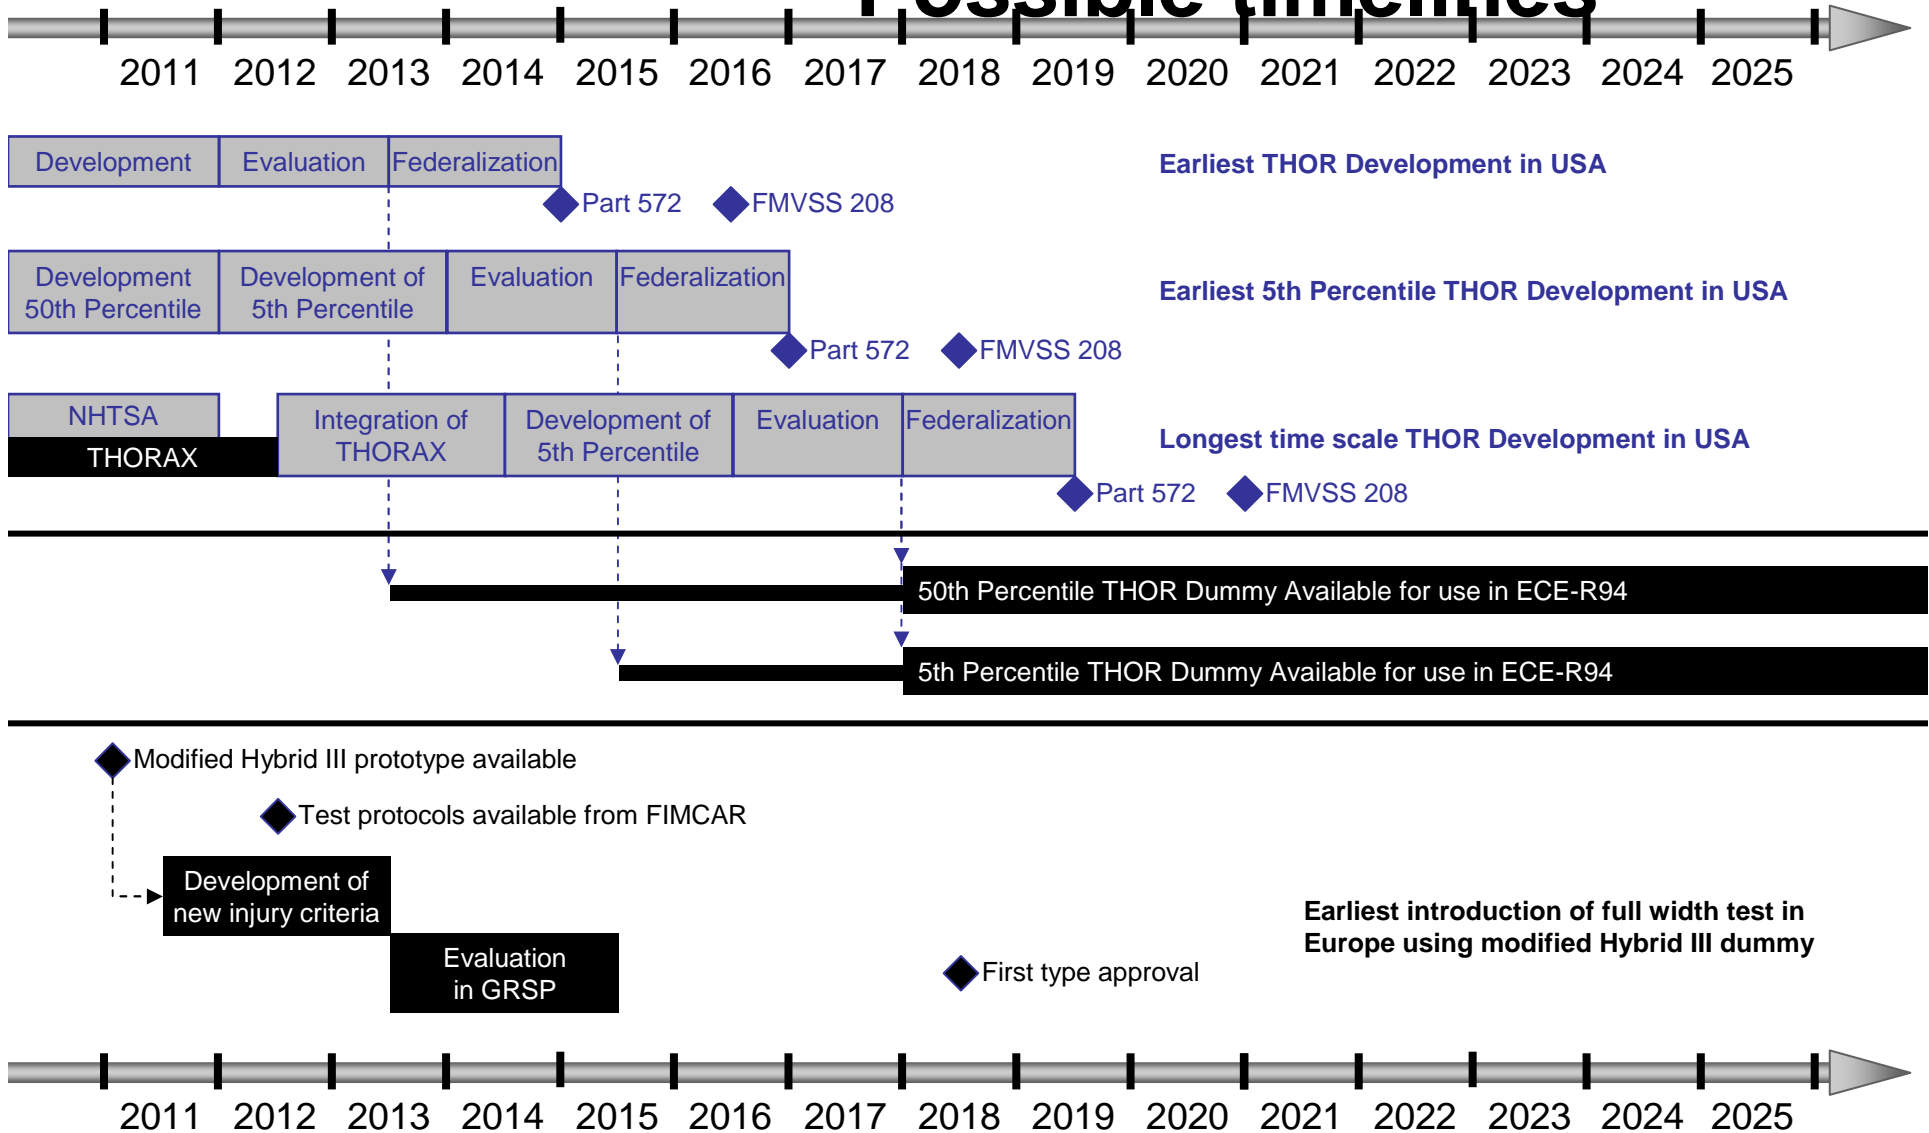 Possible timelines
2011 2012 2013 2014 2015 2016 2017 2018 2019 2020 2021 2022 2023 2024 2025
Development Evaluation Federalization
Earliest THOR Development in USA
Part 572 FMVSS 208
Development
50th Percentile
Development of
5th Percentile
Evaluation
Federalization
Earliest 5th Percentile THOR Development in USA
Part 572 FMVSS 208
NHTSA
THORAX
Integration of
THORAX
Development of
5th Percentile
Evaluation
Federalization
Longest time scale THOR Development in USA
Part 572 FMVSS 208
50th Percentile THOR Dummy Available for use in ECE-R94
5th Percentile THOR Dummy Available for use in ECE-R94
Modified Hybrid III prototype available
Test protocols available from FIMCAR
Development of
new injury criteria
Evaluation
in GRSP
First type approval
Earliest introduction of full width test in
Europe using modified Hybrid III dummy
2011 2012 2013 2014 2015 2016 2017 2018 2019 2020 2021 2022 2023 2024 2025